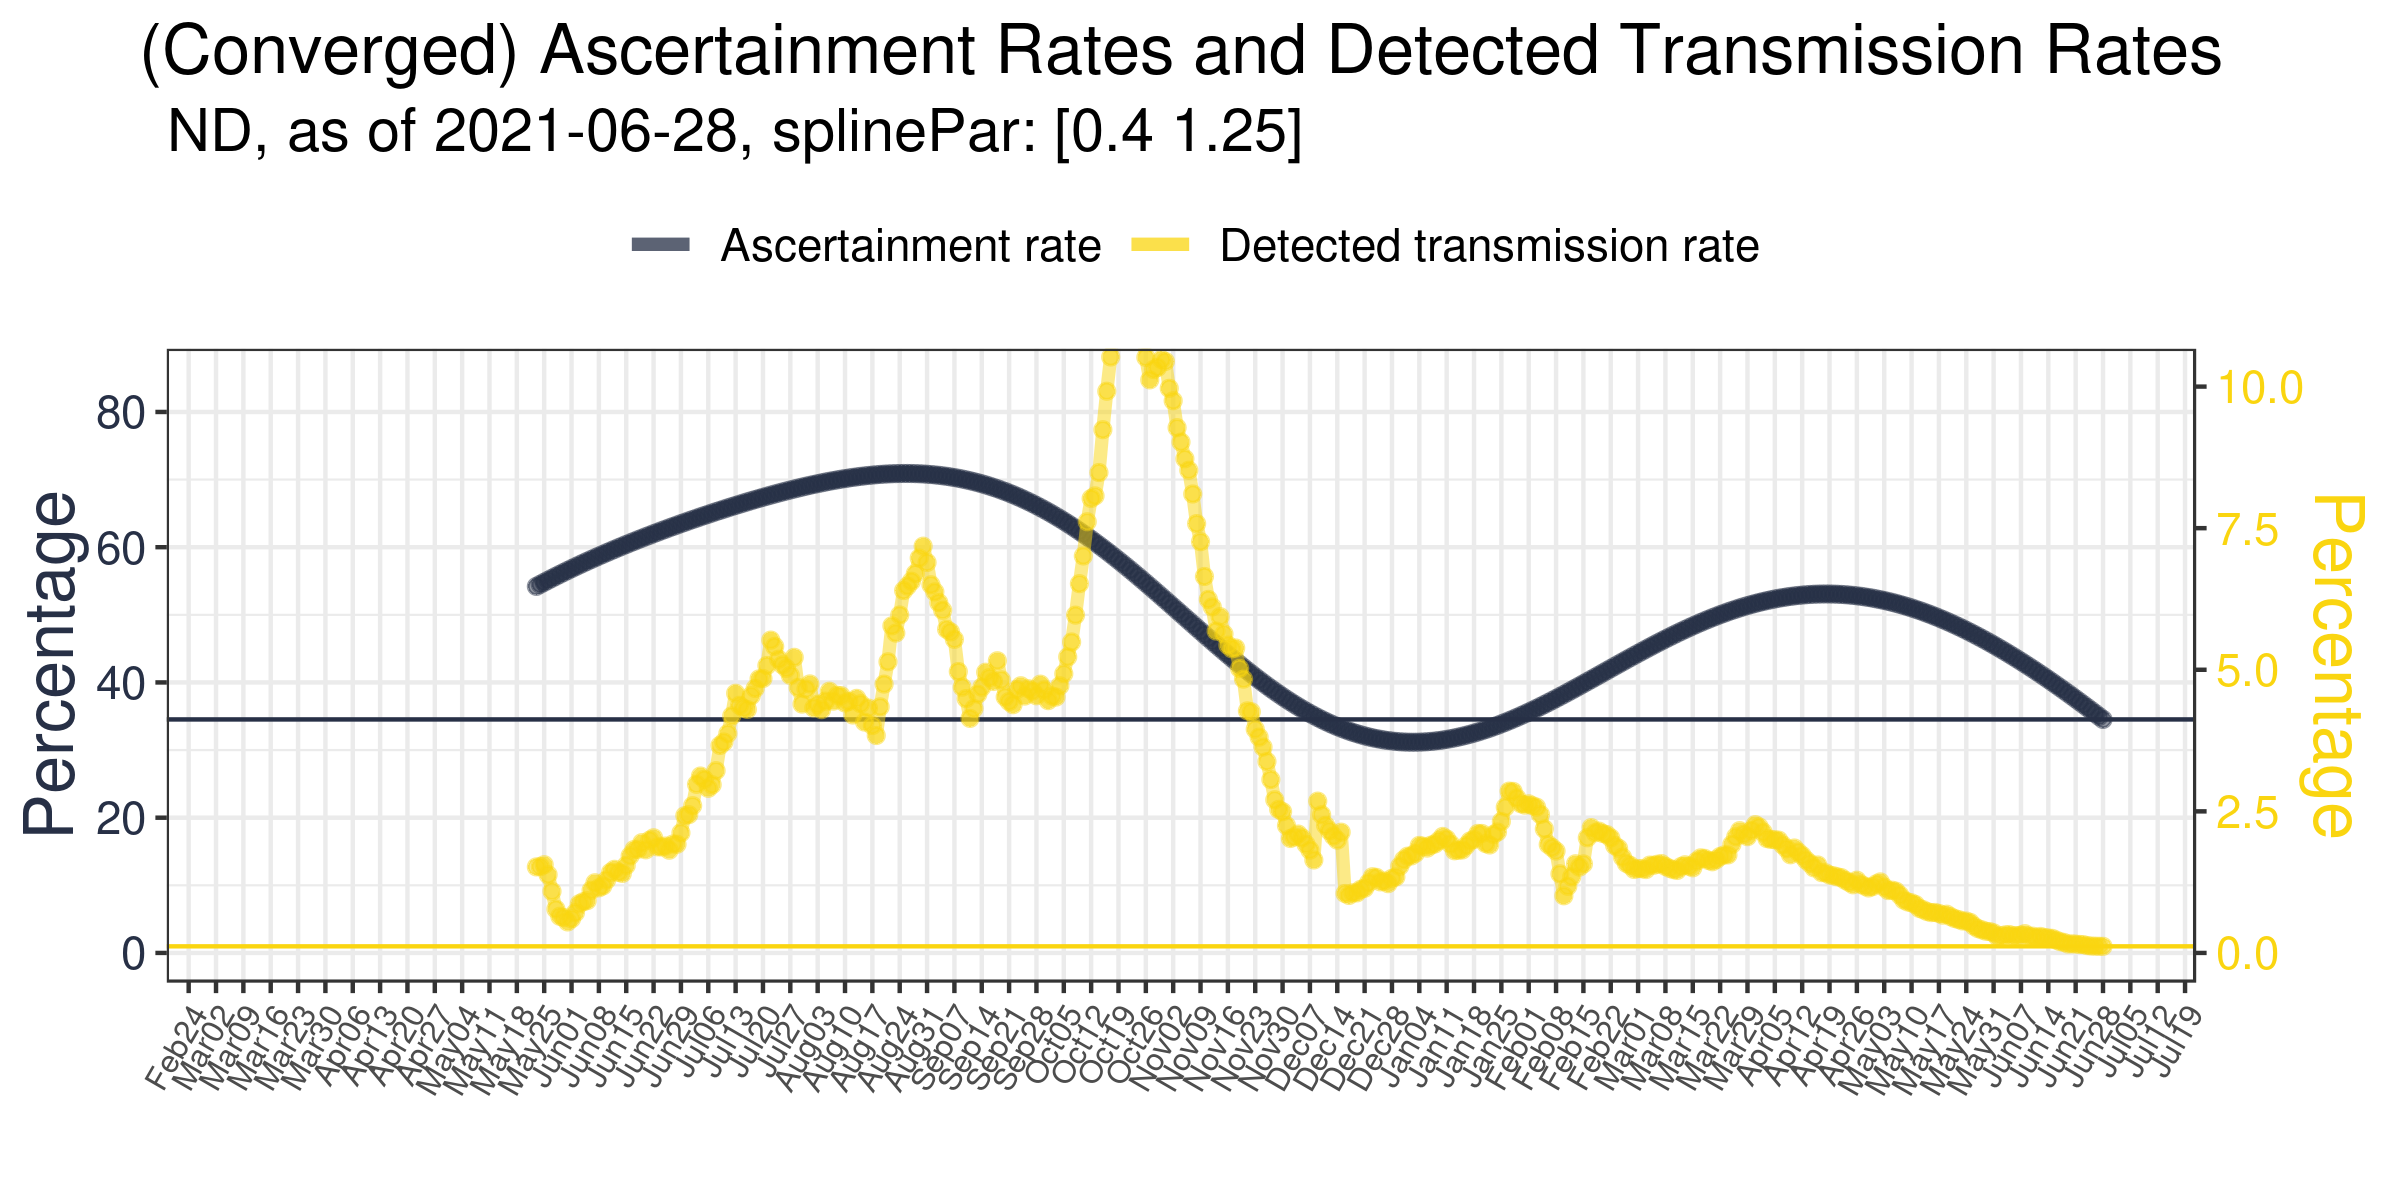 (Converged) Ascertainment Rates and Detected Transmission Rates
ND, as of 2021-06-28, splinePar: [0.4 1.25]
Ascertainment rate
Detected transmission rate
Percentage
80
60
40
20
0
10.0
7.5
5.0
2.5
0.0
Percentage
Feb24
Mar02
Mar09
Mar16
Mar23
Mar30
Apr06
Apr13
Apr20
Apr27
May04
May11
May18
May25
Jun01
Jun08
Jun15
Jun22
Jun29
Jul06
Jul13
Jul20
Jul27
Aug03
Aug10
Aug17
Aug24
Aug31
Sep07
Sep14
Sep21
Sep28
Oct05
Oct12
Oct19
Oct26
Nov02
Nov09
Nov16
Nov23
Nov30
Dec07
Dec14
Dec21
Dec28
Jan04
Jan11
Jan18
Jan25
Feb01
Feb08
Feb15
Feb22
Mar01
Mar08
Mar15
Mar22
Mar29
Apr05
Apr12
Apr19
Apr26
May03
May10
May17
May24
May31
Jun07
Jun14
Jun21
Jun28
Jul05
Jul12
Jul19